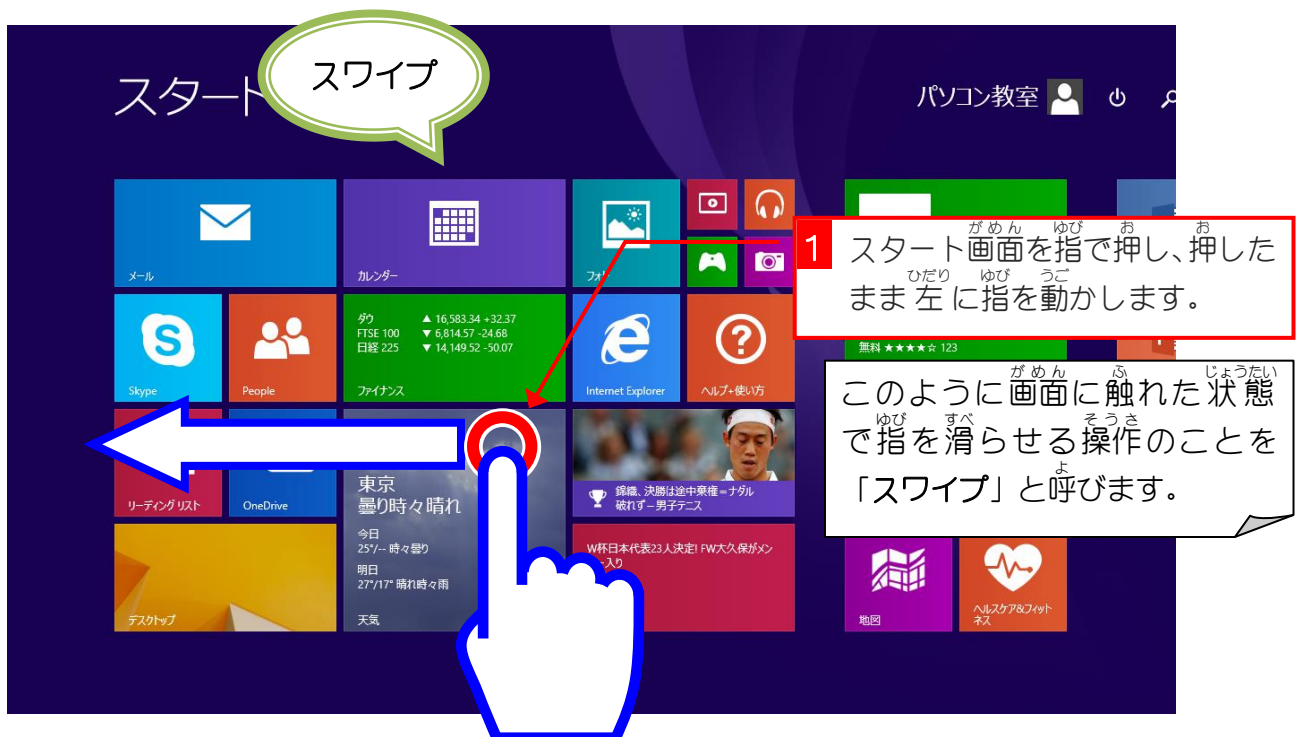 スワイプ
スタート
パソコン教室
メール
カレンダー
フォト
1 スタート画面を指で押し、押した
まま左に指を動かします。
Skype
People
ダウ ▲ 16,583.34 +32.37
FTSE 100 ▼ 6,814.57 -24.68
日経 225 ▼ 14,149.52 -50.07
ファイナンス
Internet Explorer
ヘルプ+使い方
無料 ★★★★☆ 123
このように画面に触れた状態
で指を滑らせる操作のことを
「スワイプ」と呼びます。
リーディング リスト
OneDrive
東京
曇り時々晴れ
今日
25°/-- 時々曇り
明日
27°/17° 晴れ時々雨
天気
錦織、決勝は途中棄権＝ナダル
破れず－男子テニス
W杯日本代表23人決定! FW大久保がメン
入り
デスクトップ
地図
ヘルスケア&フィット
ネス